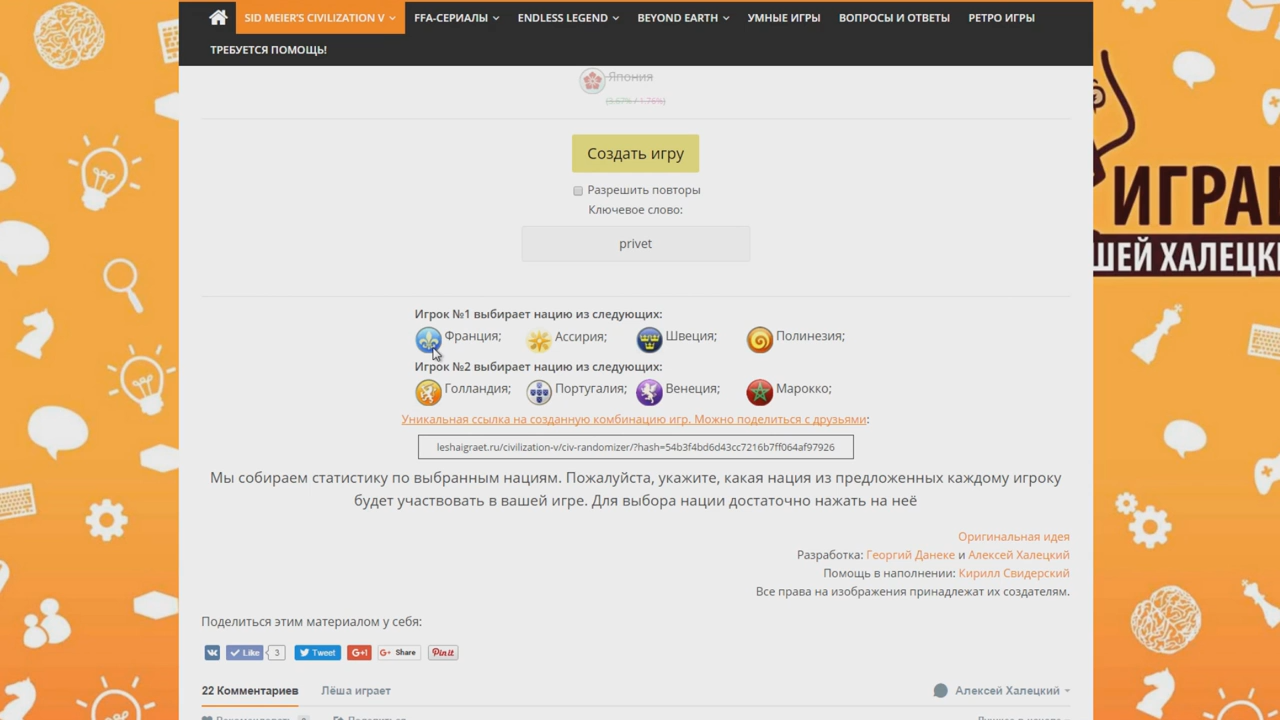 SID MEIER'S CIVILIZATION V FFA-СЕРИАЛЫ ENDLESS LEGEND BEYOND EARTH УМНЫЕ ИГРЫ ВОПРОСЫ И ОТВЕТЫ РЕТРО ИГРЫ
ТРЕБУЕТСЯ ПОМОЩЬ!
Япония
Создать игру
Разрешить повторы
Ключевое слово:
privet
ИГРАЕ
ШЕЙ ХАЛЕЦКИ
Игрок №1 выбирает нацию из следующих:
Франция; Ассирия; Швеция; Полинезия;
Игрок №2 выбирает нацию из следующих:
Голландия; Португалия; Венеция; Марокко;
Уникальная ссылка на созданную комбинацию игр. Можно поделиться с друзьями:
leshaigraet.ru/civilization-v/civ-randomizer/?hash=54b3f4bd6d43cc7216b7ff064af97926
Мы собираем статистику по выбранным нациям. Пожалуйста, укажите, какая нация из предложенных каждому игроку
будет участвовать в вашей игре. Для выбора нации достаточно нажать на неё
Оригинальная идея
Разработка: Георгий Данеке и Алексей Халецкий
Помощь в наполнении: Кирилл Свидерский
Все права на изображения принадлежат их создателям.
Поделиться этим материалом у себя:
Like 3 Tweet G+1 G+ Share Pin it
22 Комментариев Лёша играет Алексей Халецкий